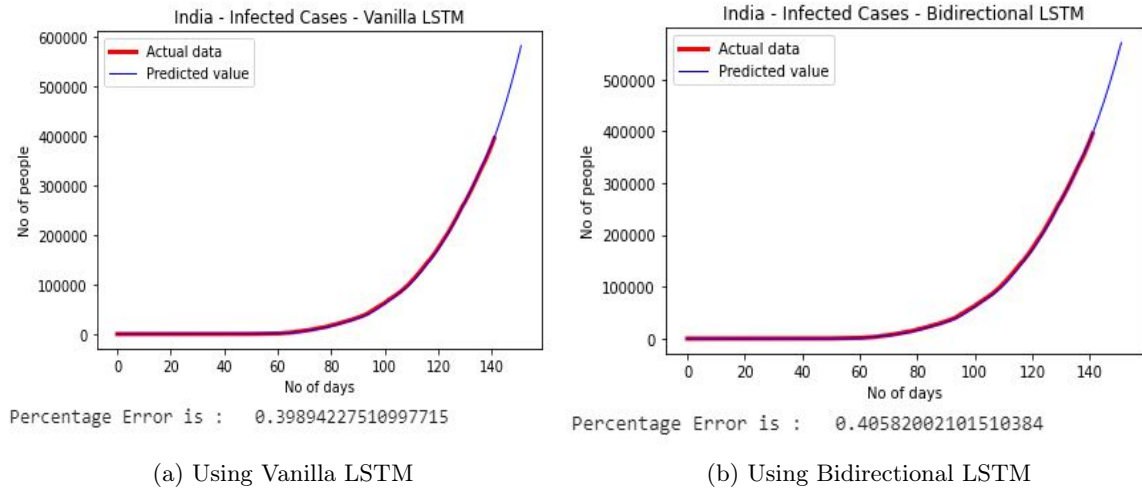 India - Infected Cases - Vanilla LSTM
600000
500000
400000
300000
200000
100000
0
No of people
Actual data
Predicted value
0 20 40 60 80 100 120 140
No of days
Percentage Error is : 0.39894227510997715
(a) Using Vanilla LSTM
India - Infected Cases - Bidirectional LSTM
500000
400000
300000
200000
100000
0
No of people
Actual data
Predicted value
0 20 40 60 80 100 120 140
No of days
Percentage Error is : 0.40582002101510384
(b) Using Bidirectional LSTM